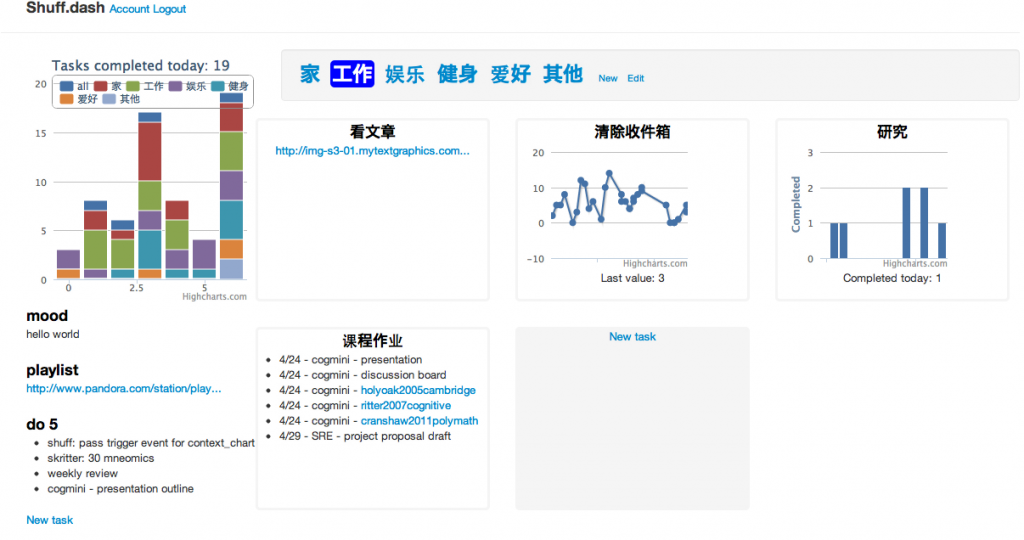 Shuff.dash Account Logout
Tasks completed today: 19
all 家 工作 娱乐 健身
爱好 其他
20
15
10
5
0
0 2.5 5
Highcharts.com
家 工作 娱乐 健身 爱好 其他 New Edit
看文章
http://img-s3-01.mytextgraphics.com...
清除收件箱
20
10
0
-10
Highcharts.com
Last value: 3
研究
Completed
3
2
1
0
Highcharts.com
Completed today: 1
mood
hello world
playlist
http://www.pandora.com/station/play...
do 5
shuff: pass trigger event for context_chart
skritter: 30 mneomics
weekly review
cogmini - presentation outline
New task
课程作业
4/24 - cogmini - presentation
4/24 - cogmini - discussion board
4/24 - cogmini - holyoak2005cambridge
4/24 - cogmini - ritter2007cognitive
4/24 - cogmini - cranshaw2011polymath
4/29 - SRE - project proposal draft
New task